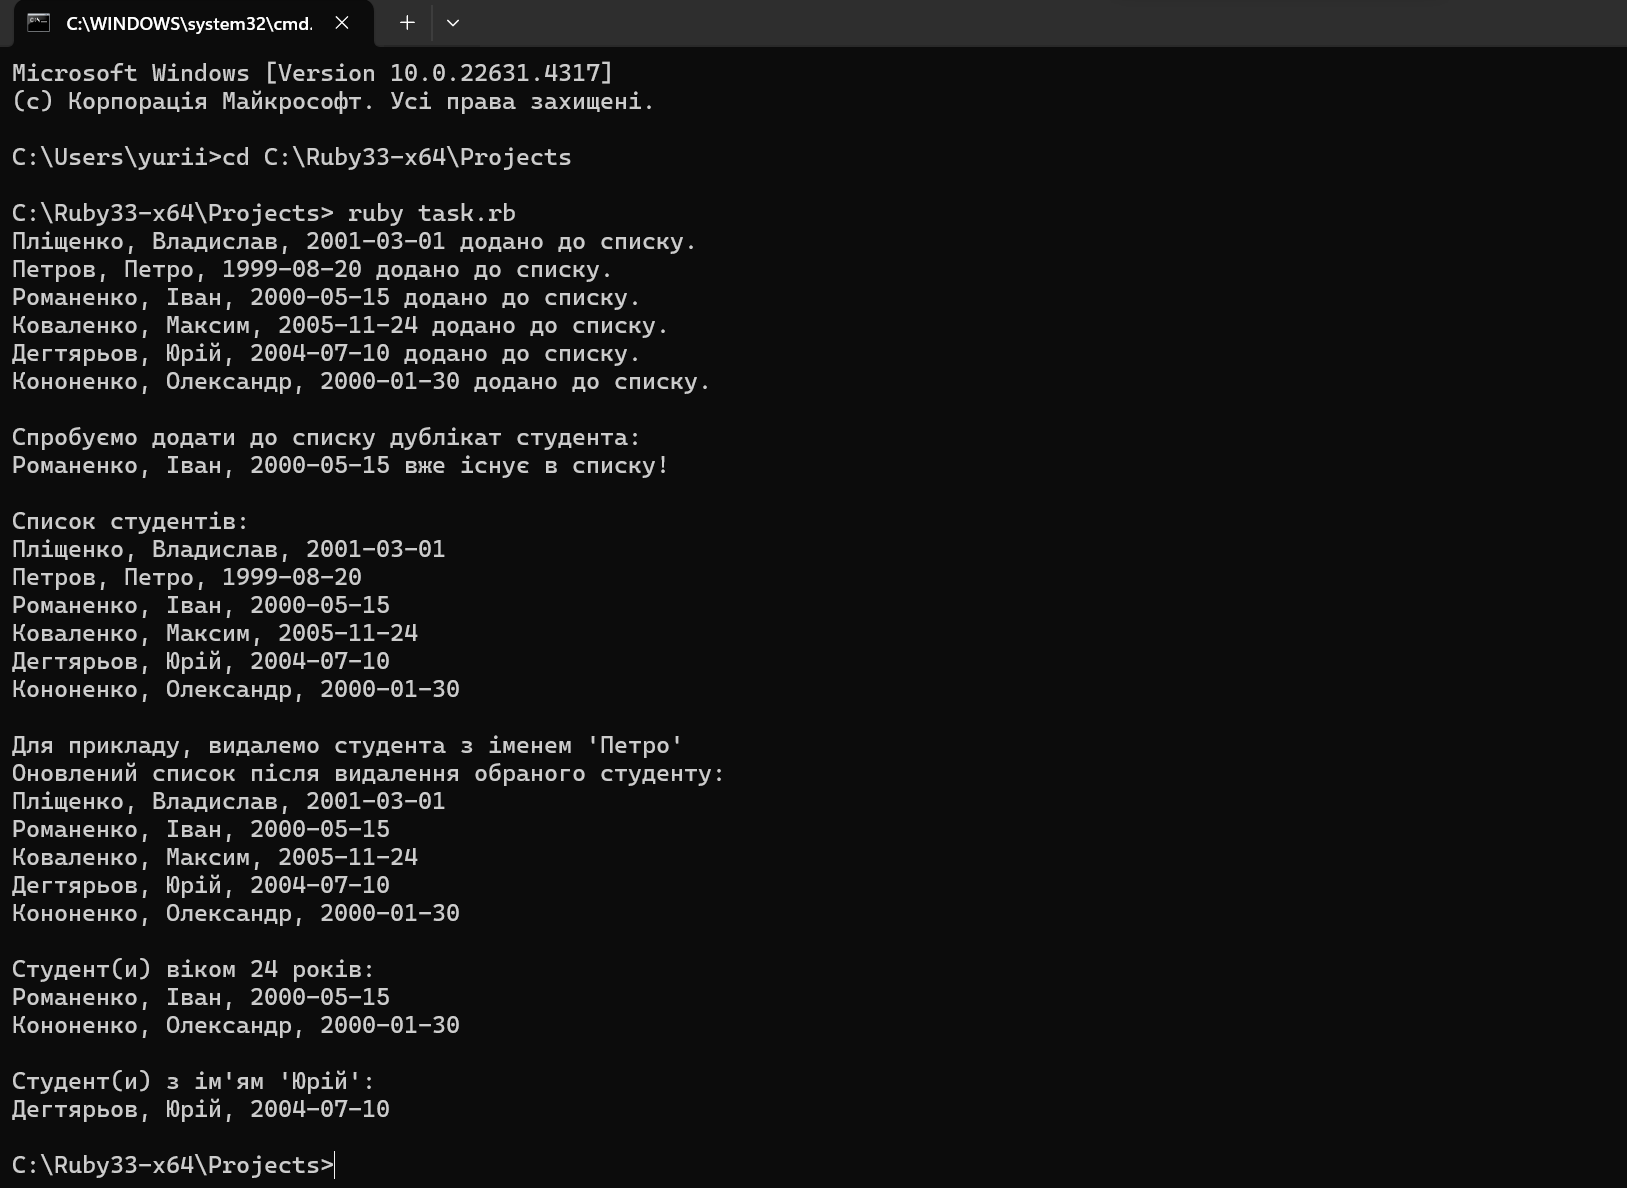 C:\WINDOWS\system32\cmd.
Microsoft Windows [Version 10.0.22631.4317]
(c) Корпорація Майкрософт. Усі права захищені.
C:\Users\yurii>cd C:\Ruby33-x64\Projects
C:\Ruby33-x64\Projects> ruby task.rb
Пліщенко, Владислав, 2001-03-01 додано до списку.
Петров, Петро, 1999-08-20 додано до списку.
Романенко, Іван, 2000-05-15 додано до списку.
Коваленко, Максим, 2005-11-24 додано до списку.
Дегтярьов, Юрій, 2004-07-10 додано до списку.
Кононенко, Олександр, 2000-01-30 додано до списку.
Спробуємо додати до списку дублікат студента:
Романенко, Іван, 2000-05-15 вже існує в списку!
Список студентів:
Пліщенко, Владислав, 2001-03-01
Петров, Петро, 1999-08-20
Романенко, Іван, 2000-05-15
Коваленко, Максим, 2005-11-24
Дегтярьов, Юрій, 2004-07-10
Кононенко, Олександр, 2000-01-30
Для прикладу, видалемо студента з іменем 'Петро'
Оновлений список після видалення обраного студенту:
Пліщенко, Владислав, 2001-03-01
Романенко, Іван, 2000-05-15
Коваленко, Максим, 2005-11-24
Дегтярьов, Юрій, 2004-07-10
Кононенко, Олександр, 2000-01-30
Студент(и) віком 24 років:
Романенко, Іван, 2000-05-15
Кононенко, Олександр, 2000-01-30
Студент(и) з ім'ям 'Юрій':
Дегтярьов, Юрій, 2004-07-10
C:\Ruby33-x64\Projects>